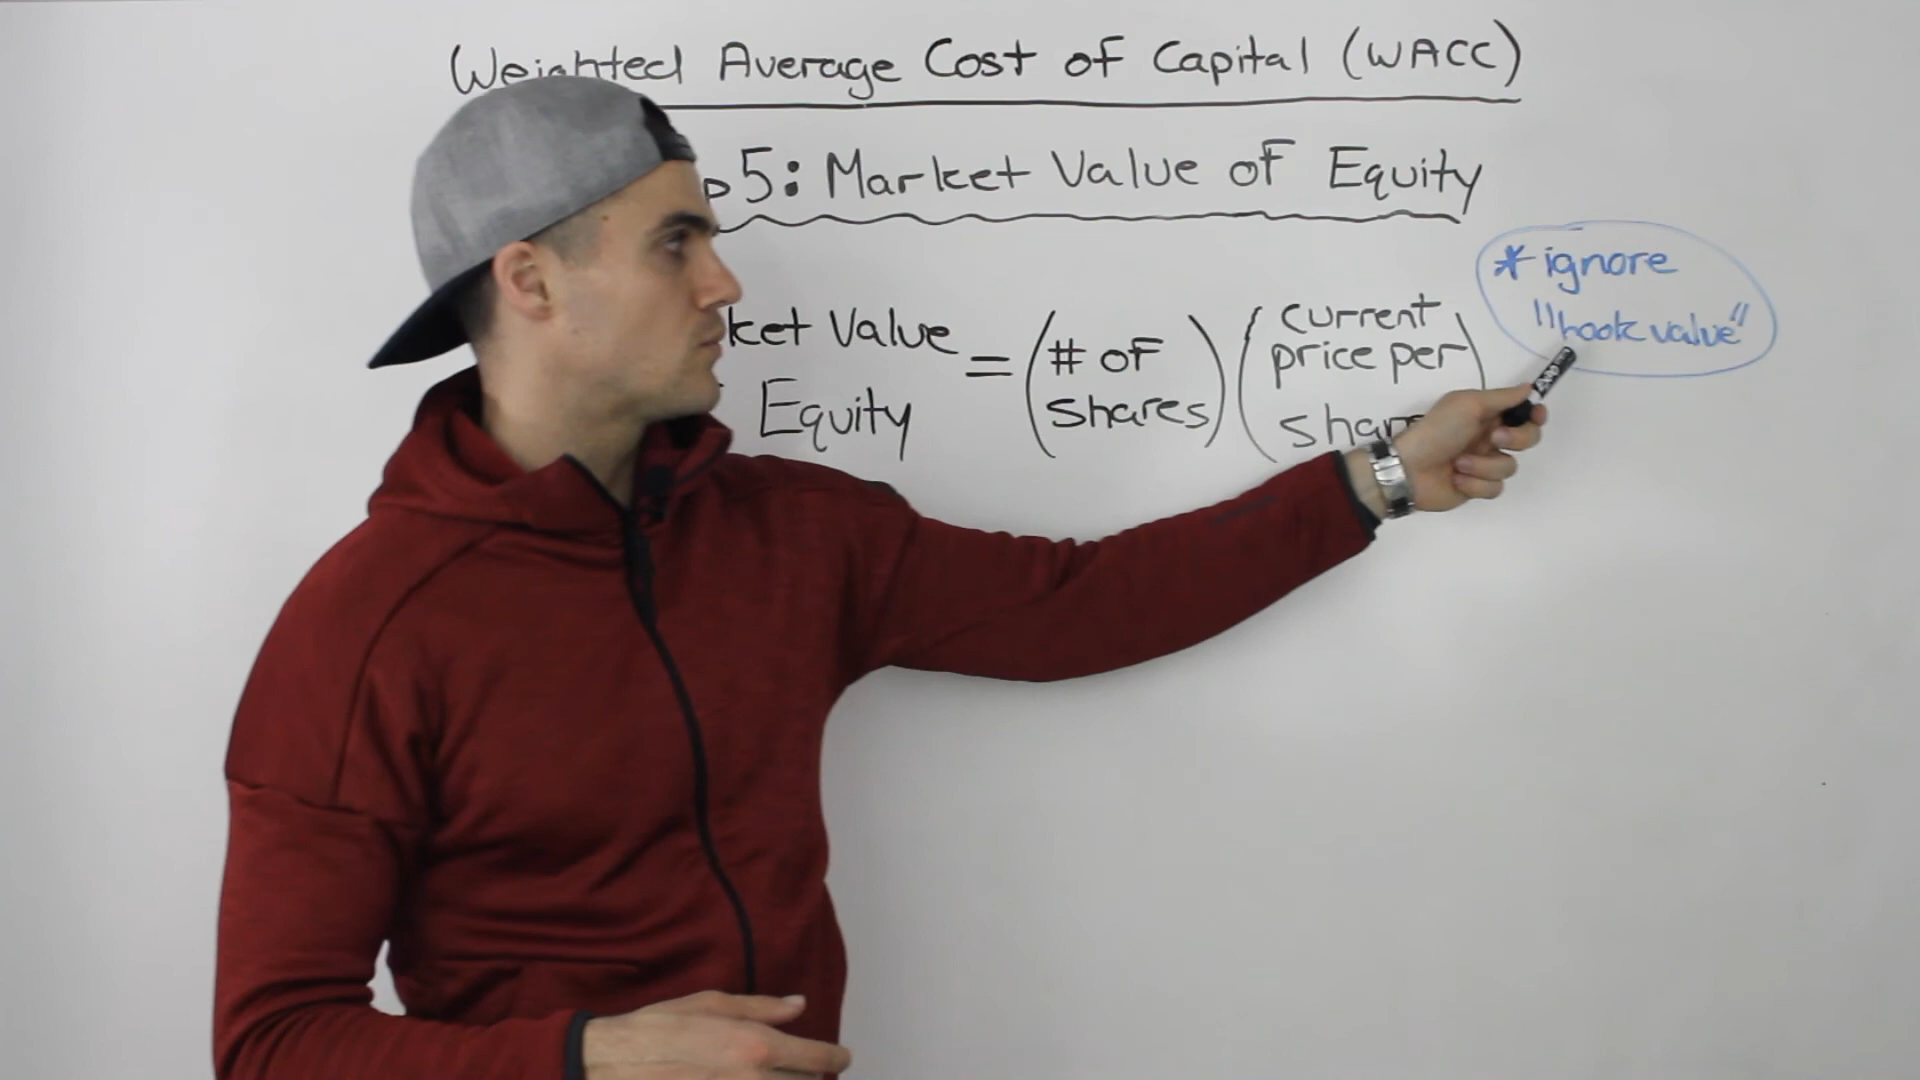 Weighted Average Cost of Capital (WACC)
p 5: Market Value of Equity
* ignore
"book value"
ket Value = (# of shares) (current price per
Equity
EXPO